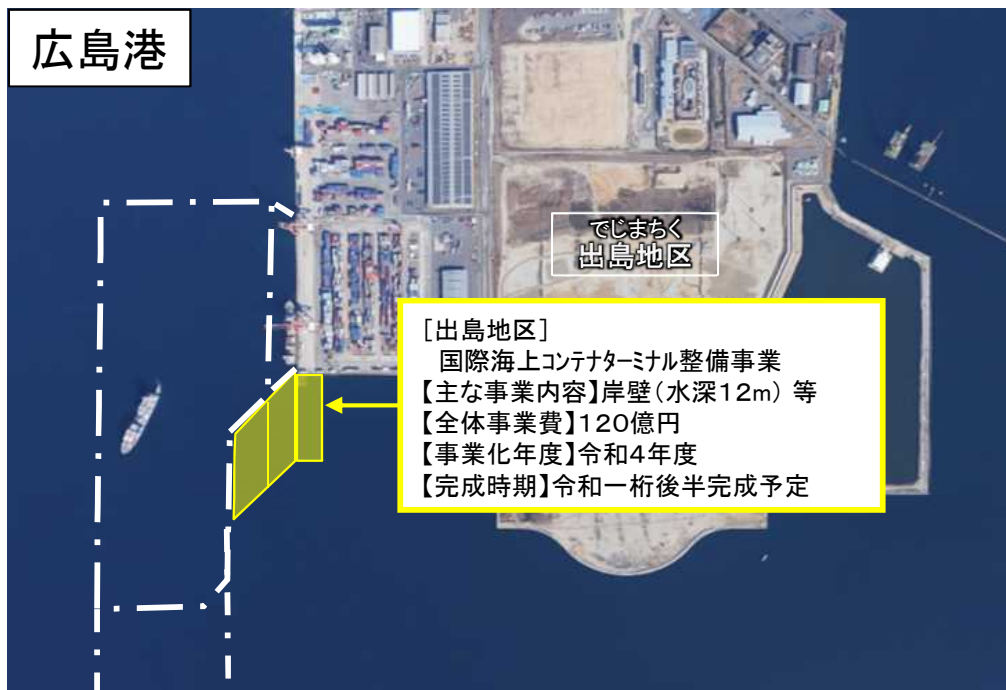 広島港
でじまちく
出島地区
［出島地区］
国際海上ｺﾝﾃﾅﾀｰﾐﾅﾙ整備事業
【主な事業内容】岸壁（水深１２ｍ） 等
【全体事業費】１２０億円
【事業化年度】令和４年度
【完成時期】令和一桁後半完成予定